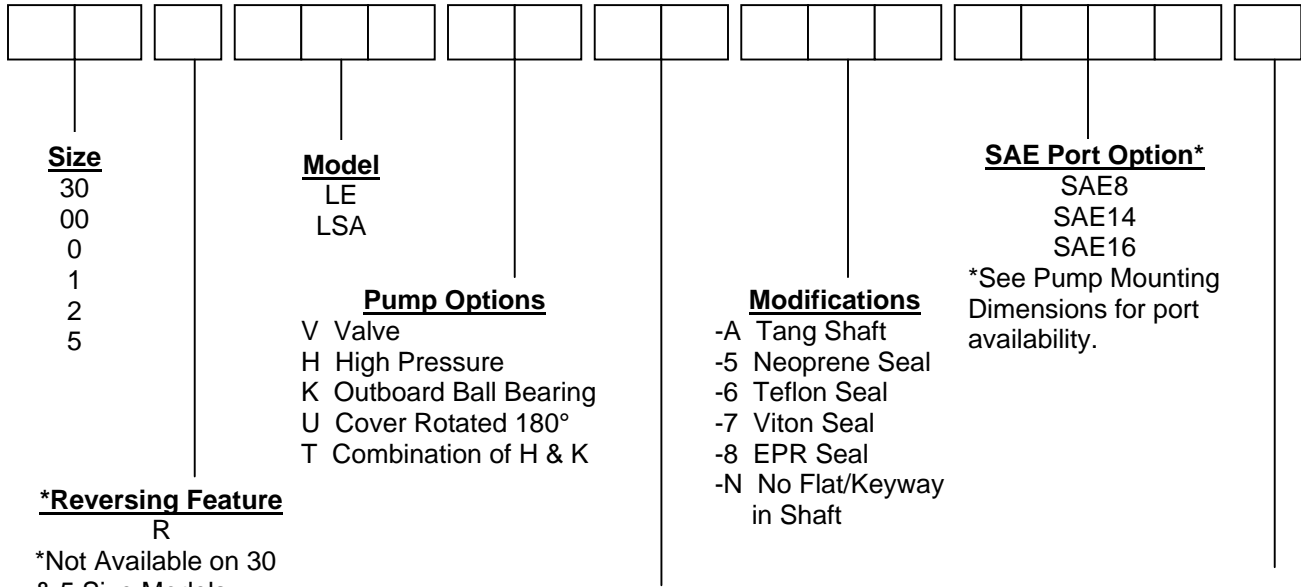 Size
30
00
0
1
2
5
Model
LE
LSA
SAE Port Option*
SAE8
SAE14
SAE16
*See Pump Mounting
Dimensions for port
availability.
Pump Options
V Valve
H High Pressure
K Outboard Ball Bearing
U Cover Rotated 180°
T Combination of H & K
Modifications
-A Tang Shaft
-5 Neoprene Seal
-6 Teflon Seal
-7 Viton Seal
-8 EPR Seal
-N No Flat/Keyway
in Shaft
*Reversing Feature
R
*Not Available on 30
& 5 Size Models